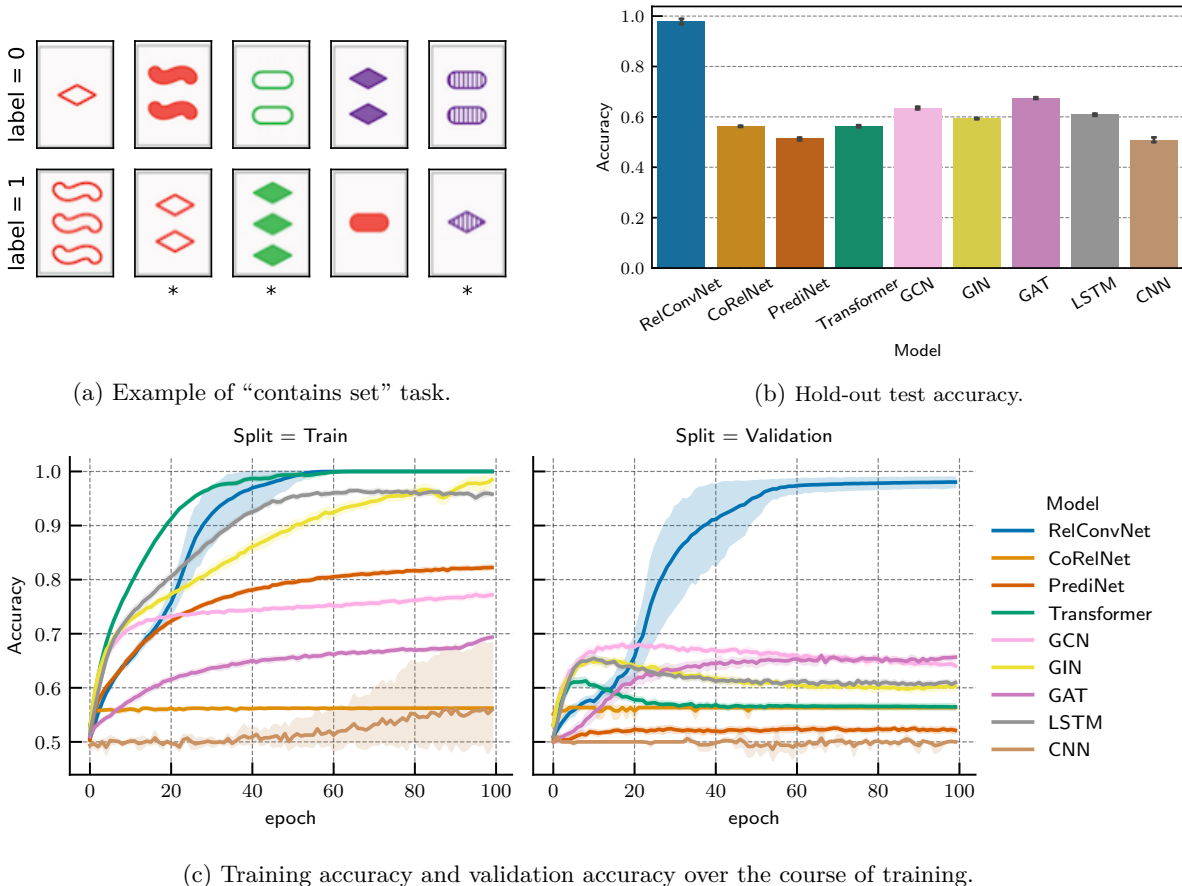 label = 0
label = 1
* * *
(a) Example of “contains set” task.
1.0
0.8
0.6
0.4
0.2
0.0
Accuracy
RelConvNet CoRelNet PrediNet Transformer GCN GIN GAT LSTM CNN
Model
(b) Hold-out test accuracy.
Split = Train
1.0
0.9
0.8
0.7
0.6
0.5
Accuracy
0 20 40 60 80 100
epoch
Split = Validation
0 20 40 60 80 100
epoch
Model
RelConvNet
CoRelNet
PrediNet
Transformer
GCN
GIN
GAT
LSTM
CNN
(c) Training accuracy and validation accuracy over the course of training.